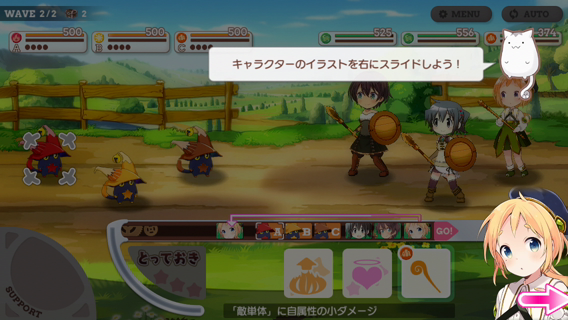 WAVE 2/2 2
MENU
AUTO
500
500
500
525
556
374
A
B
C
キャラクターのイラストを右にスライドしよう！
A
B
C
GO!
とっておき
SUPPORT
「敵単体」に自属性の小ダメージ